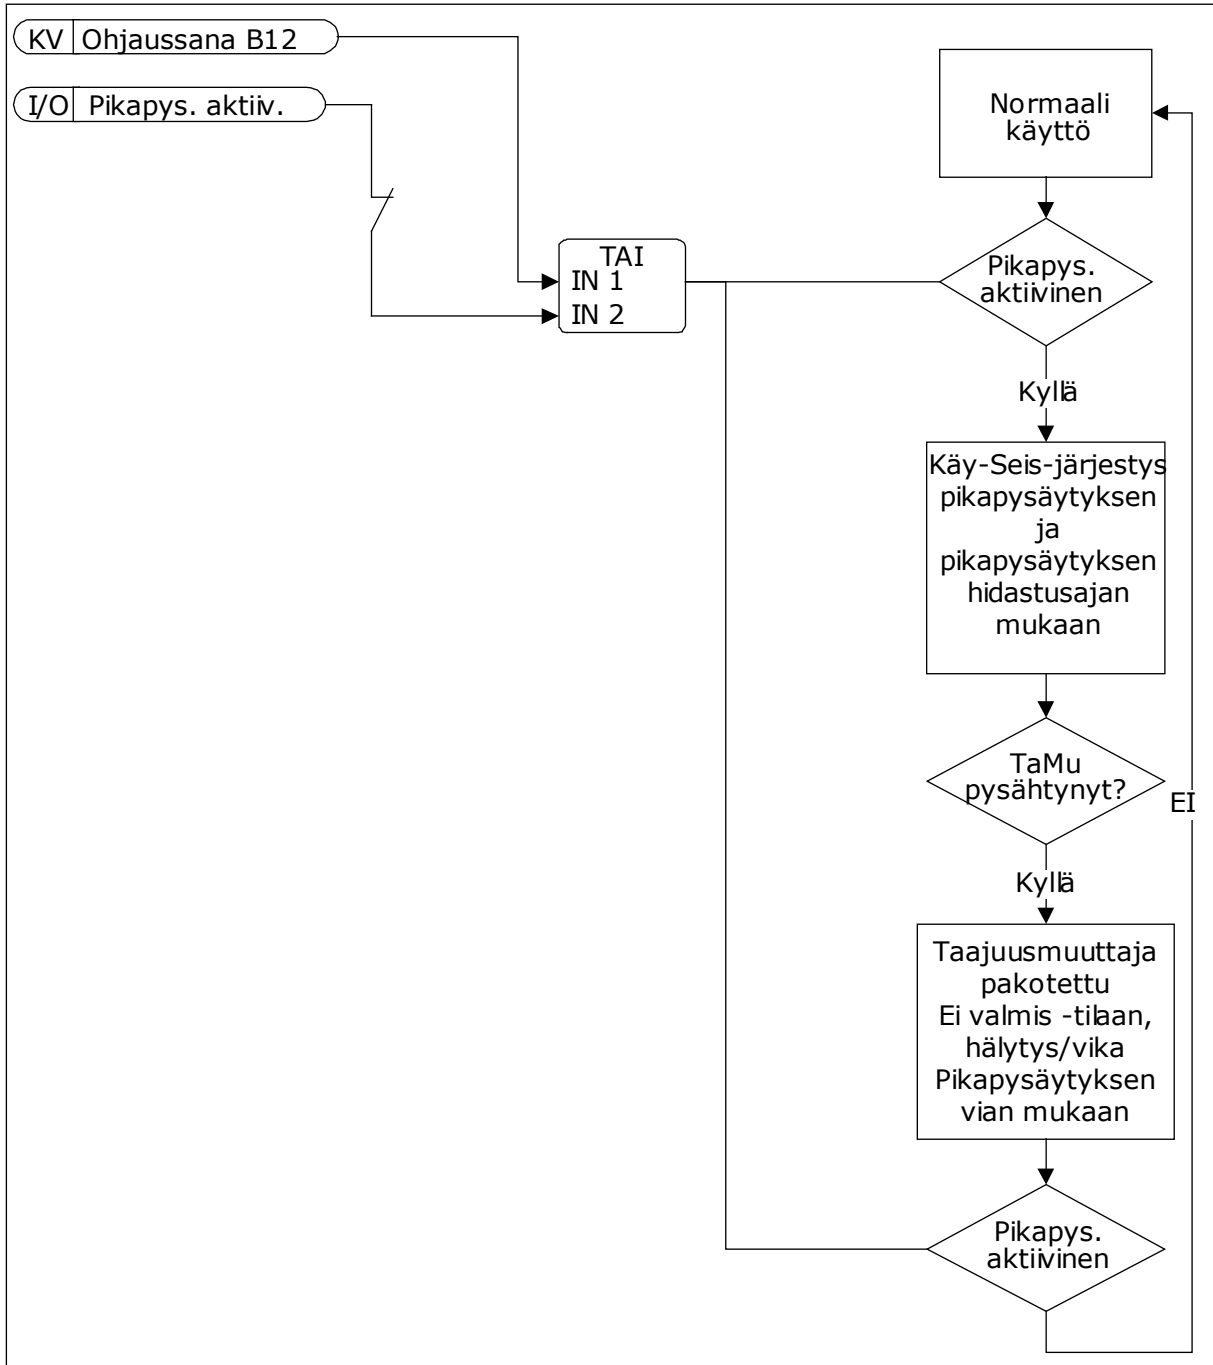 KV Ohjaussana B12
I/O Pikapys. aktiiv.
Normaali
käyttö
TAI
IN 1
IN 2
Pikapys.
aktiivinen
Kyllä
Käy-Seis-järjestys
pikapysäytyksen
ja
pikapysäytyksen
hidastusajan
mukaan
TaMu
pysähtynyt?
EI
Kyllä
Taajuusmuuttaja
pakotettu
Ei valmis -tilaan,
hälytys/vika
Pikapysäytyksen
vian mukaan
Pikapys.
aktiivinen